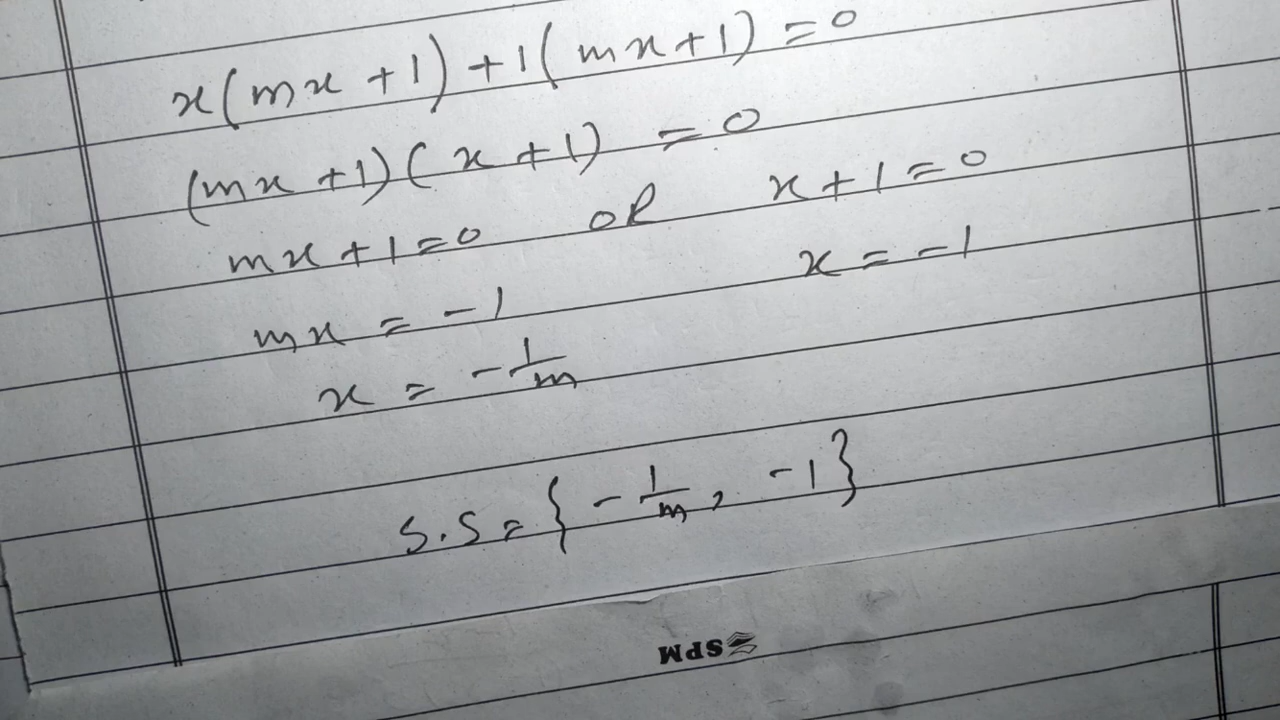 x(mx+1)+1(mx+1)=0
(mx+1)(x+1)=0
mx+1=0 OR x+1=0
mx=-1 x=-1
x=-1/m
S.S={-1/m, -1}
SPM